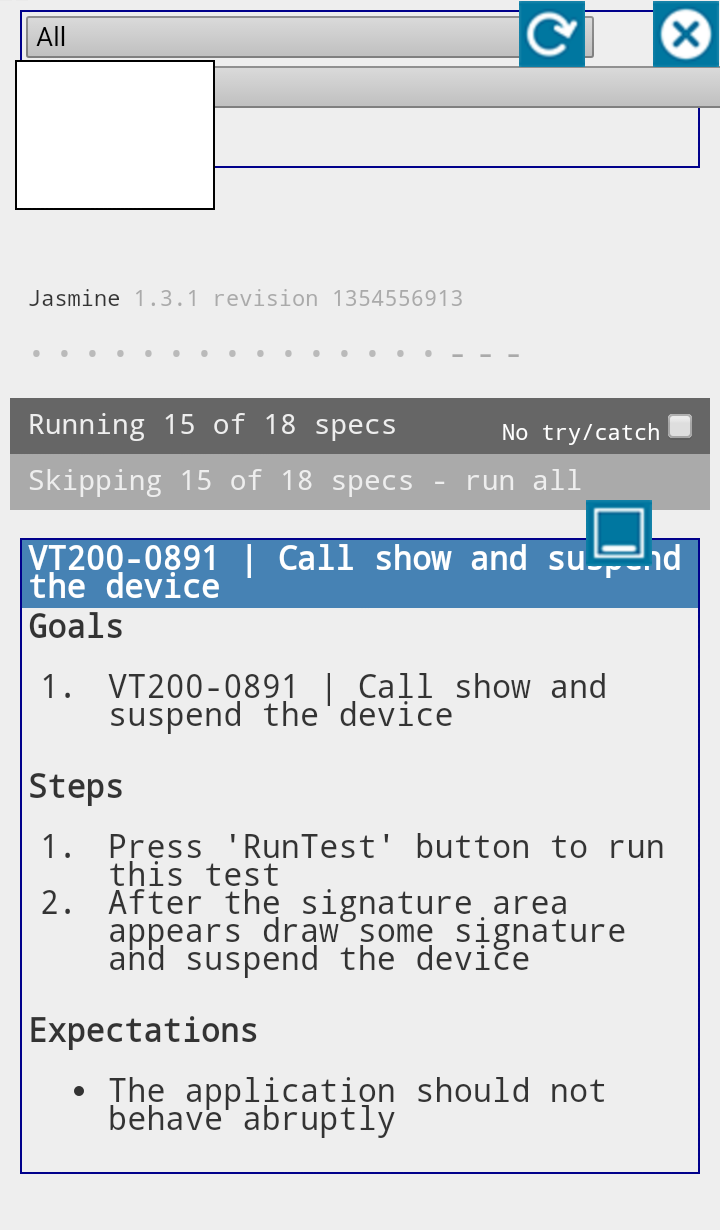 All
Jasmine 1.3.1 revision 1354556913
• • • • • • • • • • • • • • • - - -
Running 15 of 18 specs No try/catch
Skipping 15 of 18 specs - run all
VT200-0891 | Call show and suspend
the device
Goals
1. VT200-0891 | Call show and
suspend the device
Steps
1. Press 'RunTest' button to run
this test
2. After the signature area
appears draw some signature
and suspend the device
Expectations
• The application should not
behave abruptly